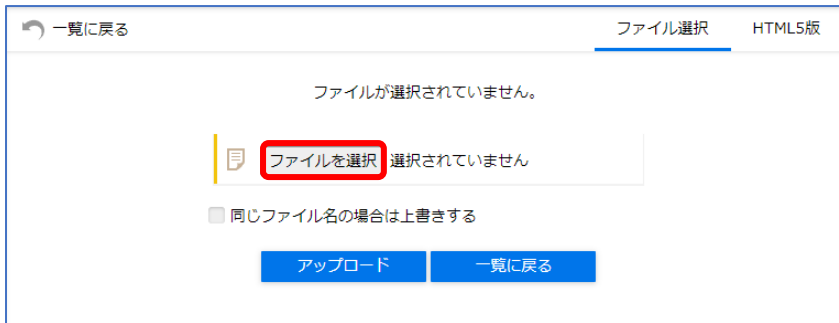 一覧に戻る
ファイル選択 HTML5版
ファイルが選択されていません。
ファイルを選択 選択されていません
同じファイル名の場合は上書きする
アップロード 一覧に戻る